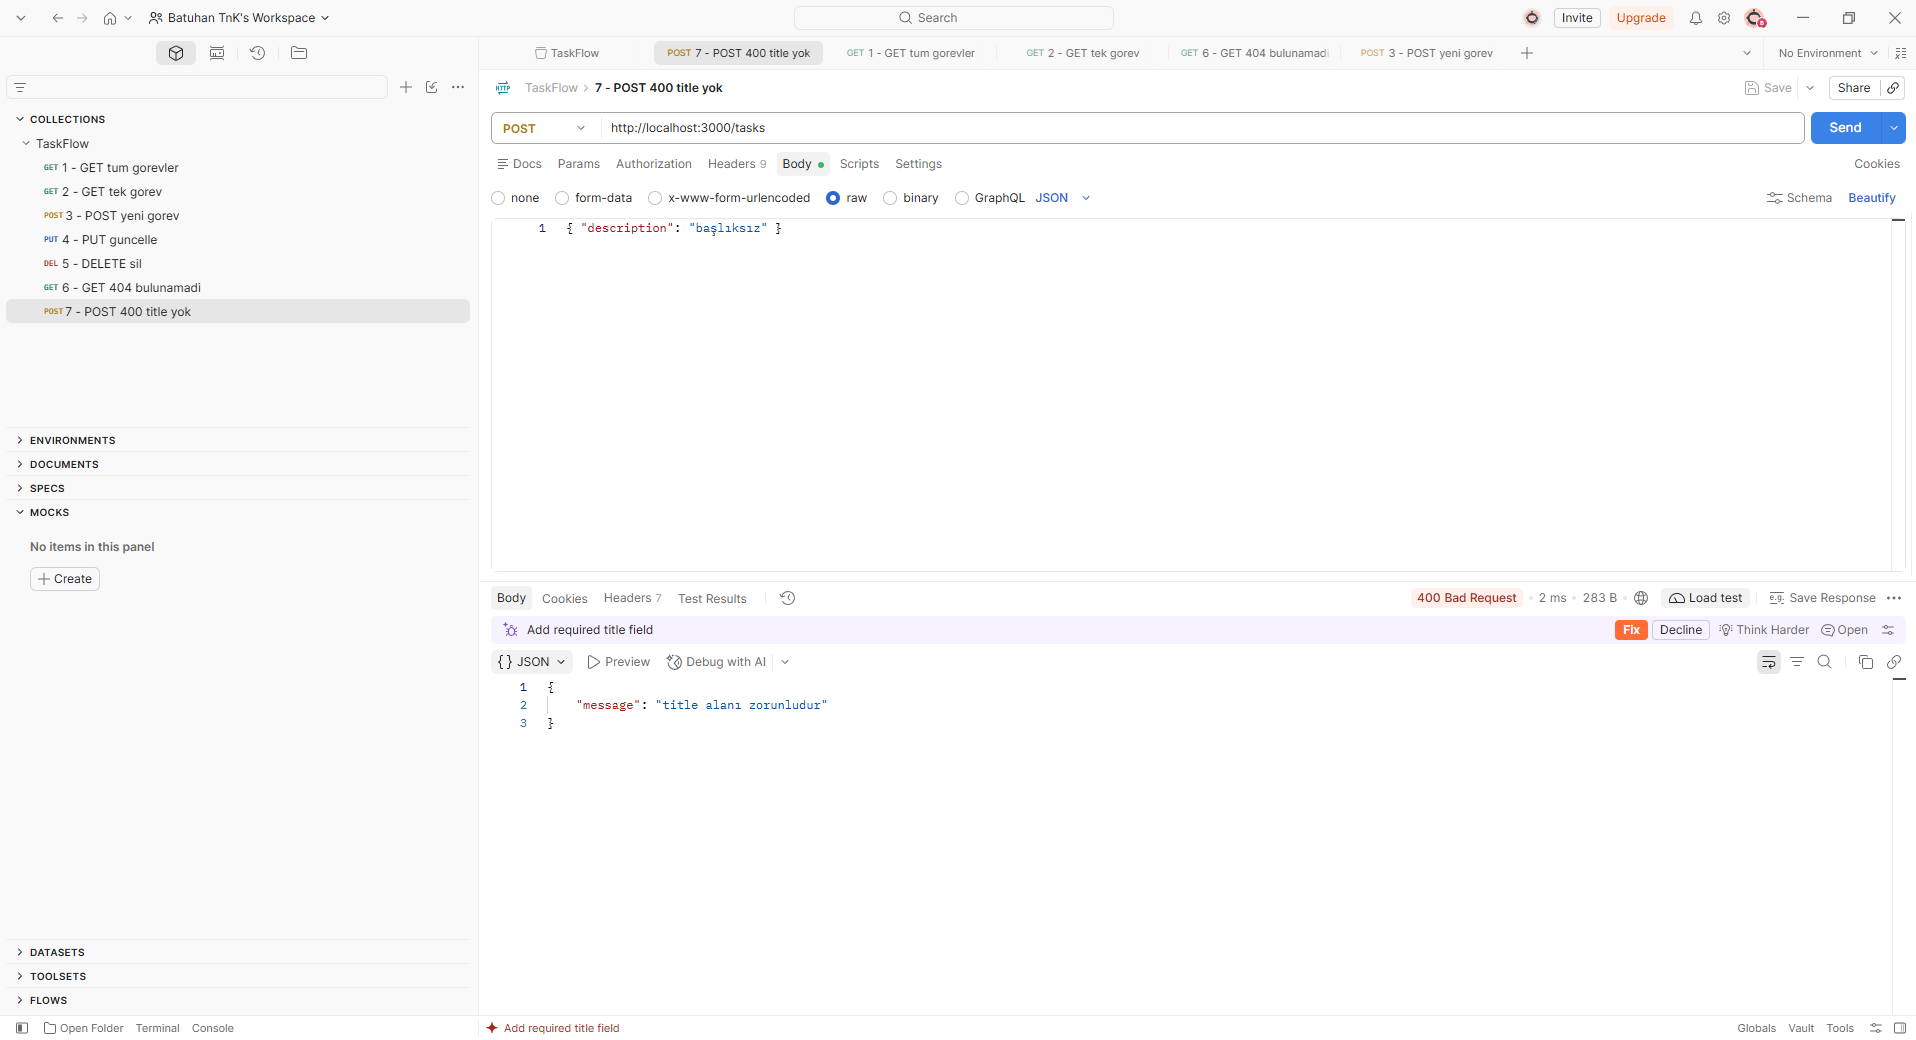 Batuhan TnK's Workspace
Search
Invite
Upgrade
TaskFlow
POST 7 - POST 400 title yok
GET 1 - GET tum gorevler
GET 2 - GET tek gorev
GET 6 - GET 404 bulunamadi
POST 3 - POST yeni gorev
No Environment
TaskFlow > 7 - POST 400 title yok
Save
Share
COLLECTIONS
TaskFlow
GET 1 - GET tum gorevler
GET 2 - GET tek gorev
POST 3 - POST yeni gorev
PUT 4 - PUT guncelle
DEL 5 - DELETE sil
GET 6 - GET 404 bulunamadi
POST 7 - POST 400 title yok
ENVIRONMENTS
DOCUMENTS
SPECS
MOCKS
No items in this panel
Create
DATASETS
TOOLSETS
FLOWS
POST
http://localhost:3000/tasks
Send
Docs Params Authorization Headers 9 Body Scripts Settings
Cookies
none form-data x-www-form-urlencoded raw binary GraphQL JSON
Schema
Beautify
1 { "description": "başlıksız" }
Body Cookies Headers 7 Test Results
400 Bad Request • 2 ms • 283 B
Load test
e.g. Save Response
Add required title field
Fix Decline Think Harder Open
{} JSON Preview Debug with AI
1 {
2 "message": "title alanı zorunludur"
3 }
Open Folder Terminal Console
Add required title field
Globals Vault Tools